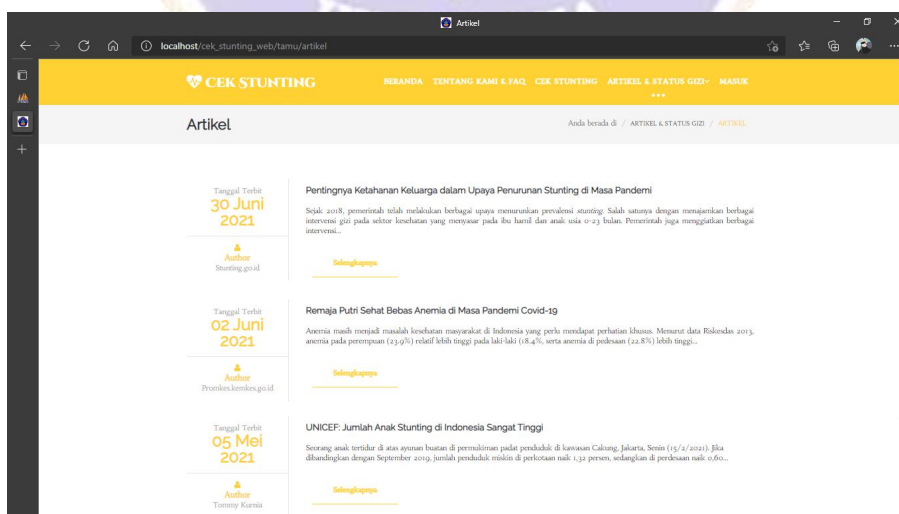 Artikel
localhost/cek_stunting_web/tamu/artikel
CEK STUNTING
BERANDA TENTANG KAMI & FAQ CEK STUNTING ARTIKEL & STATUS GIZI MASUK
Artikel
Anda berada di / ARTIKEL & STATUS GIZI / ARTIKEL
Tanggal Terbit
30 Juni
2021
Author
Stunting.go.id
Pentingnya Ketahanan Keluarga dalam Upaya Penurunan Stunting di Masa Pandemi
Sejak 2018, pemerintah telah melakukan berbagai upaya menurunkan prevalensi stunting. Salah satunya dengan menajamkan berbagai
intervensi gizi pada sektor kesehatan yang menyasar pada ibu hamil dan anak usia 0-23 bulan. Pemerintah juga menggiatkan berbagai
intervensi...
Selengkapnya
Tanggal Terbit
02 Juni
2021
Author
Promkes.kemkes.go.id
Remaja Putri Sehat Bebas Anemia di Masa Pandemi Covid-19
Anemia masih menjadi masalah kesehatan masyarakat di Indonesia yang perlu mendapat perhatian khusus. Menurut data Riskesdas 2013,
anemia pada perempuan (23.9%) relatif lebih tinggi pada laki-laki (18.4%, serta anemia di pedesaan (22.8%) lebih tinggi...
Selengkapnya
Tanggal Terbit
05 Mei
2021
Author
Tommy Kurnia
UNICEF: Jumlah Anak Stunting di Indonesia Sangat Tinggi
Seorang anak tertidur di atas ayunan buatan di permukiman padat penduduk di kawasan Cakung, Jakarta, Senin (15/2/2021). Jika
dibandingkan dengan September 2019, jumlah penduduk miskin di perkotaan naik 1,32 persen, sedangkan di perdesaan naik 0,60...
Selengkapnya